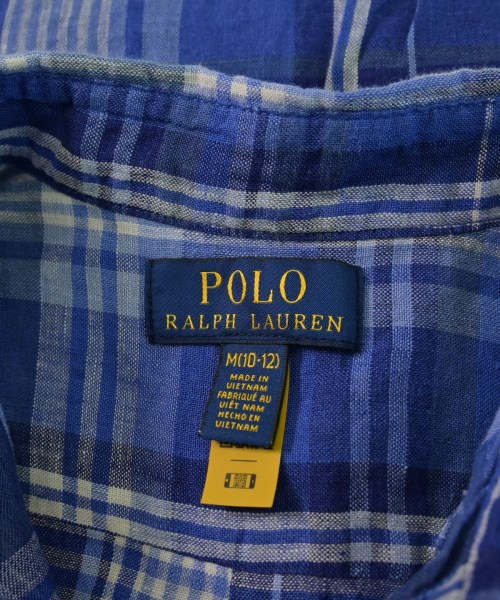 POLO
RALPH LAUREN
M(10-12)
MADE IN
VIETNAM
FABRIQUÉ AU
VIÊT NAM
HECHO EN
VIETNAM